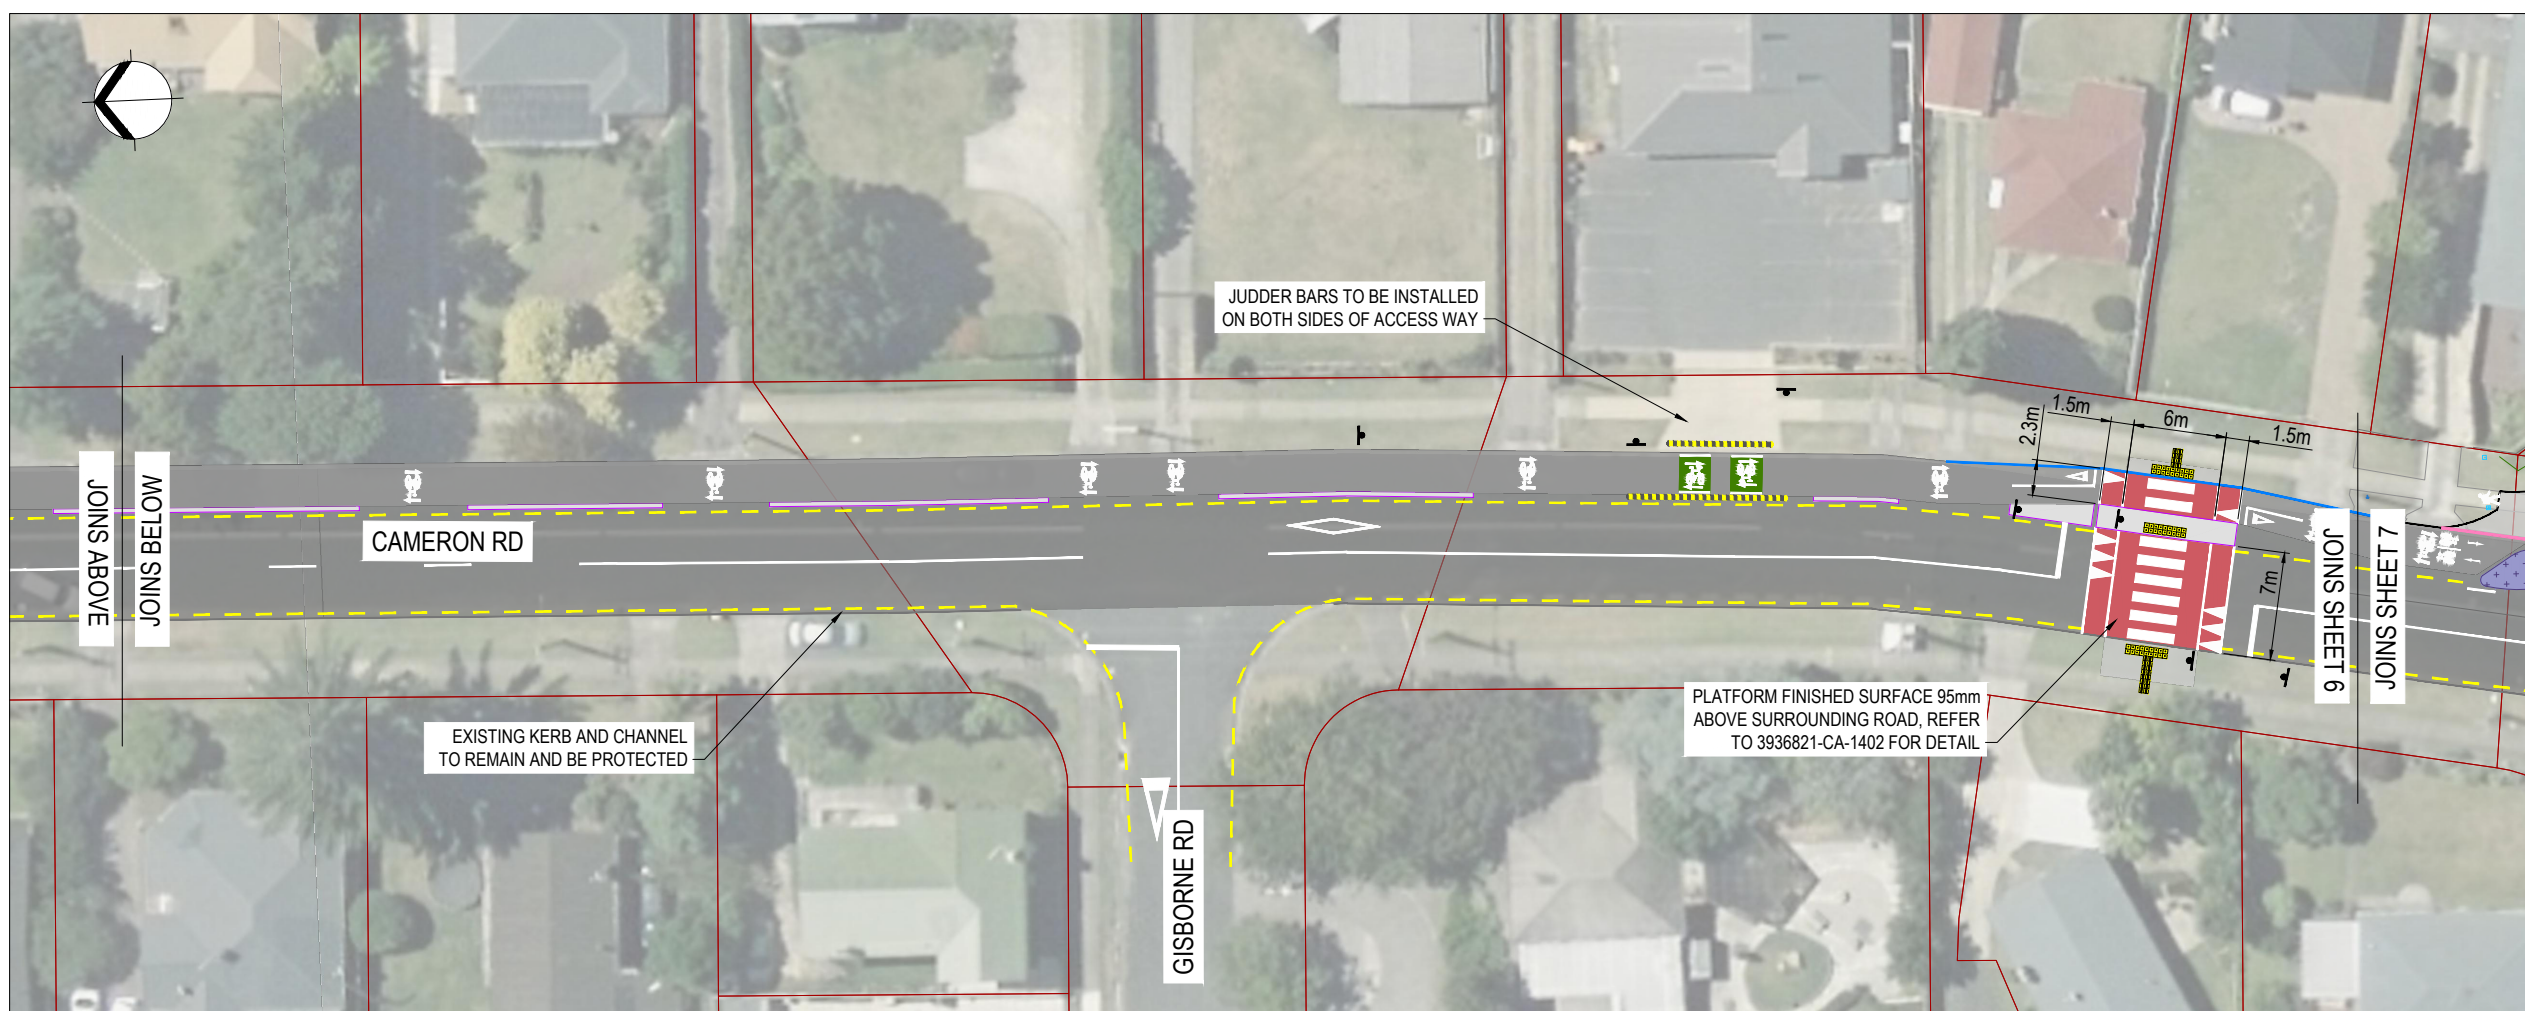 JUDDER BARS TO BE INSTALLED
ON BOTH SIDES OF ACCESS WAY
1.5m
6m
1.5m
2.3m
7m
JOINS ABOVE
JOINS BELOW
CAMERON RD
JOINS SHEET 6
JOINS SHEET 7
EXISTING KERB AND CHANNEL
TO REMAIN AND BE PROTECTED
PLATFORM FINISHED SURFACE 95mm
ABOVE SURROUNDING ROAD, REFER
TO 3936821-CA-1402 FOR DETAIL
GISBORNE RD